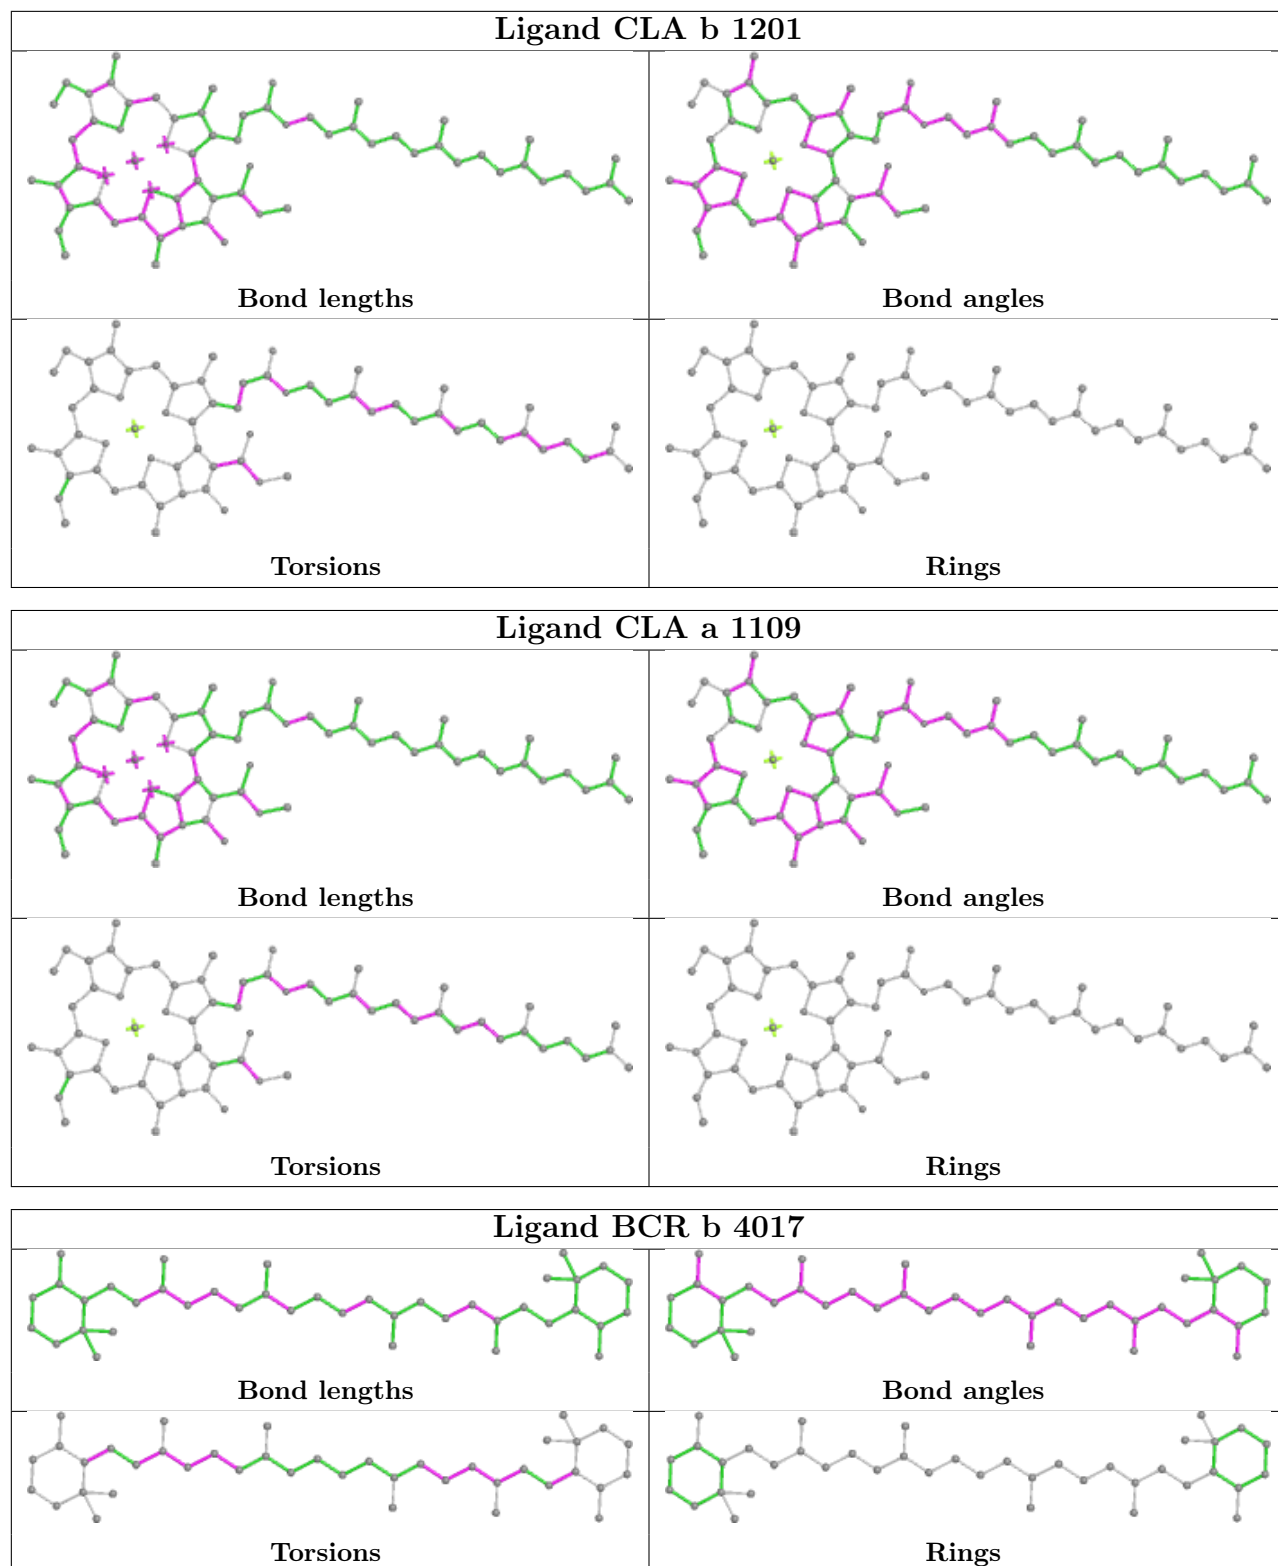 Ligand CLA b 1201
Bond lengths
Bond angles
Torsions
Rings
Ligand CLA a 1109
Bond lengths
Bond angles
Torsions
Rings
Ligand BCR b 4017
Bond lengths
Bond angles
Torsions
Rings